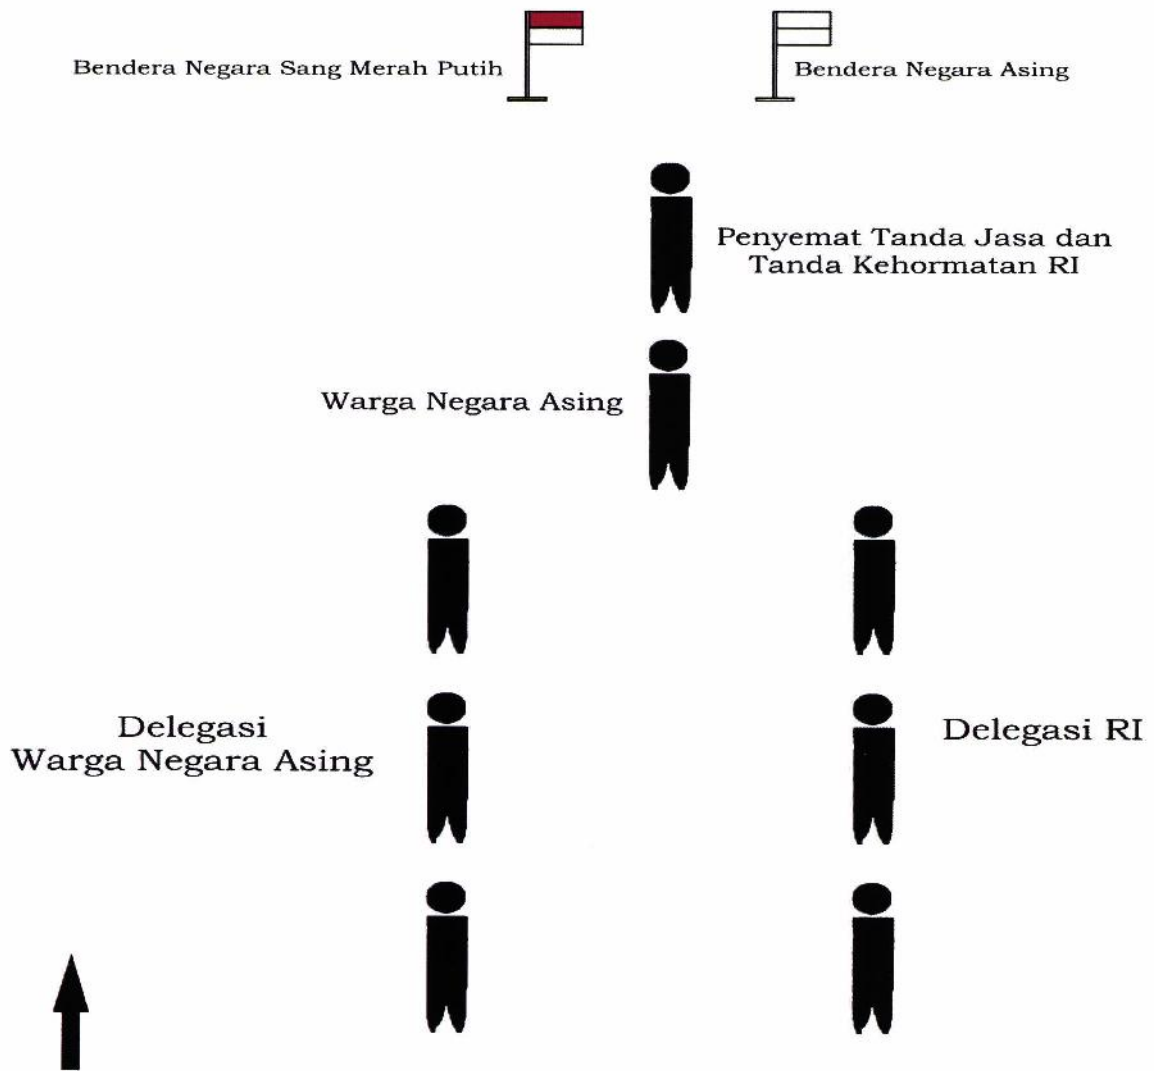 Bendera Negara Sang Merah Putih
Bendera Negara Asing
Penyemat Tanda Jasa dan
Tanda Kehormatan RI
Warga Negara Asing
Delegasi
Warga Negara Asing
Delegasi RI